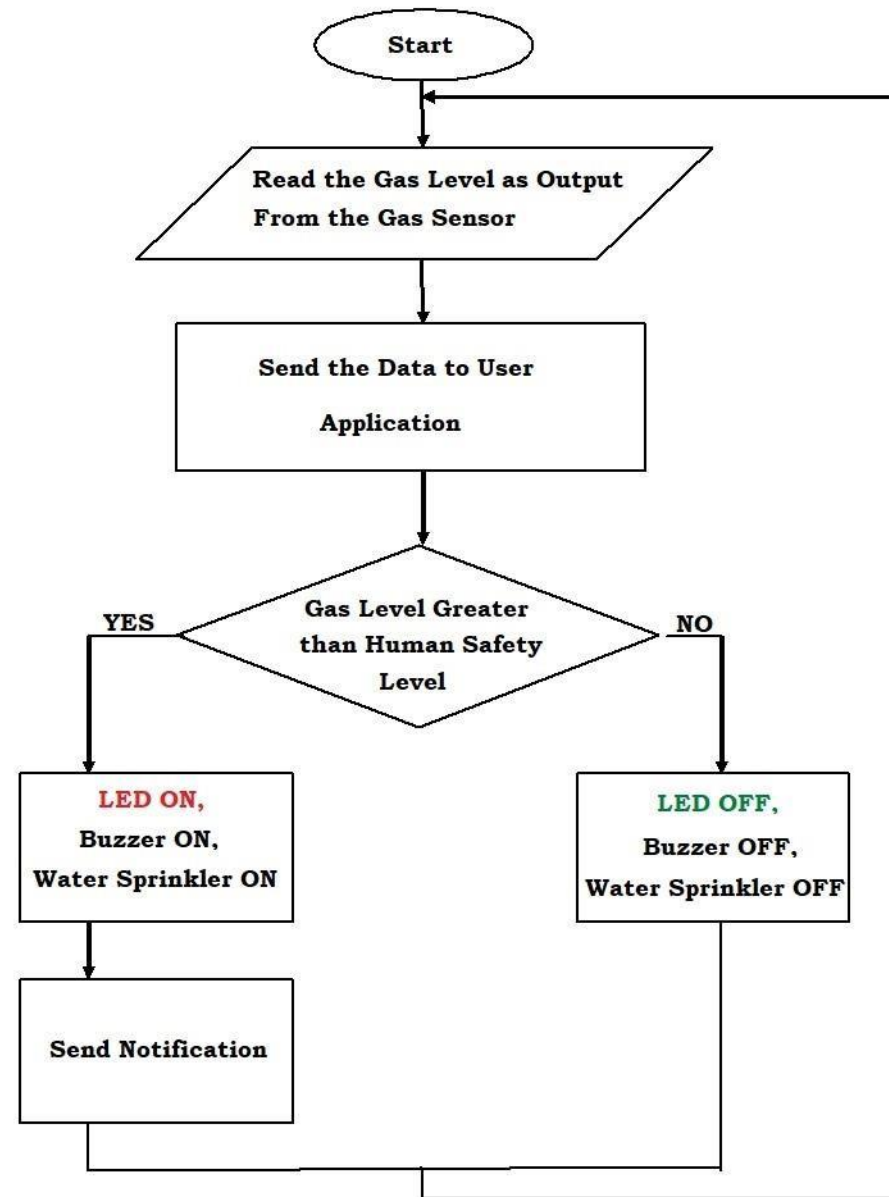 Start
Read the Gas Level as Output
From the Gas Sensor
Send the Data to User
Application
Gas Level Greater
than Human Safety
Level
YES
NO
LED ON,
Buzzer ON,
Water Sprinkler ON
LED OFF,
Buzzer OFF,
Water Sprinkler OFF
Send Notification